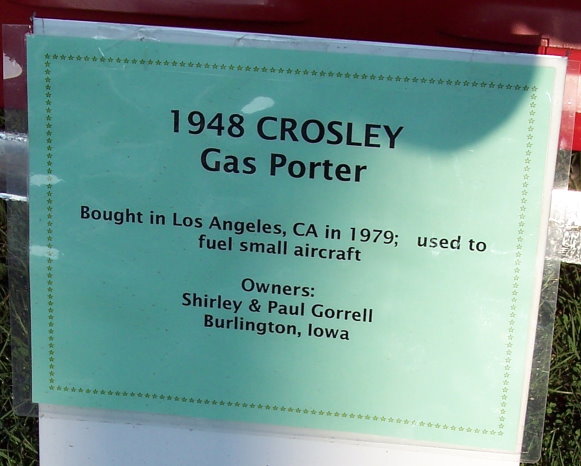 1948 CROSLEY
Gas Porter
Bought in Los Angeles, CA in 1979; used to
fuel small aircraft
Owners:
Shirley & Paul Gorrell
Burlington, Iowa